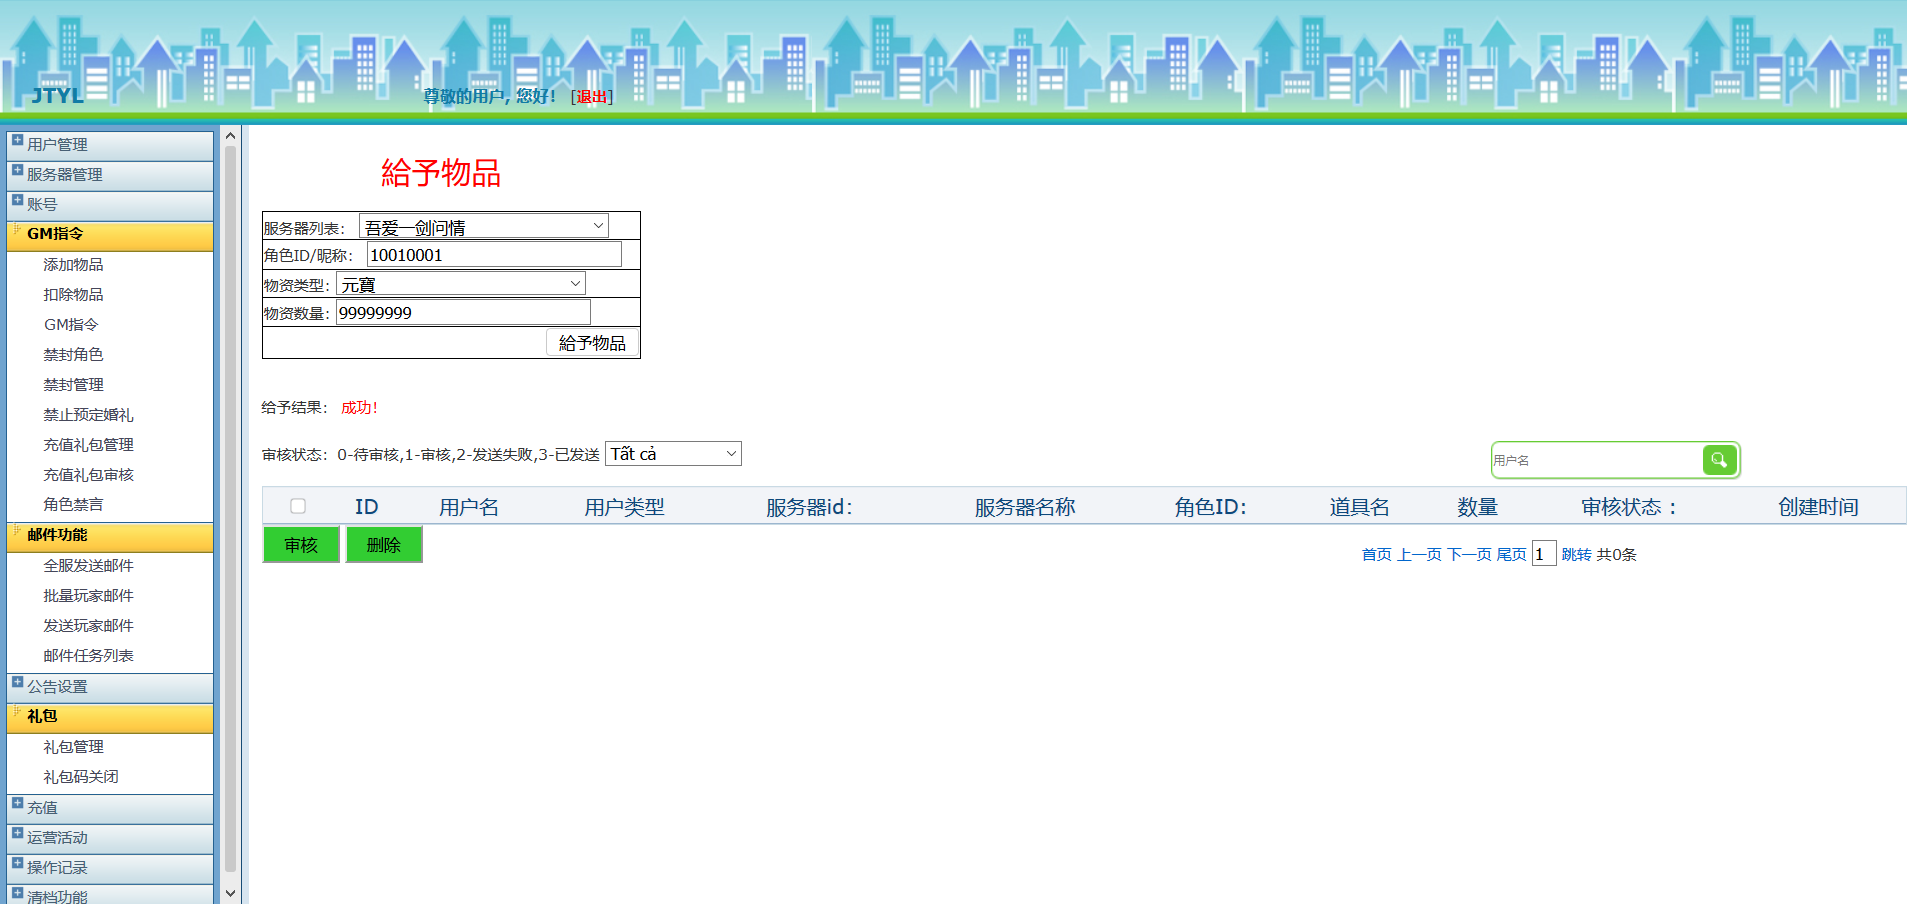 JTYL
尊敬的用户, 您好! [退出]
用户管理
服务器管理
账号
GM指令
添加物品
扣除物品
GM指令
禁封角色
禁封管理
禁止预定婚礼
充值礼包管理
充值礼包审核
角色禁言
邮件功能
全服发送邮件
批量玩家邮件
发送玩家邮件
邮件任务列表
公告设置
礼包
礼包管理
礼包码关闭
充值
运营活动
操作记录
清档功能
給予物品
服务器列表： 吾爱一剑问情
角色ID/昵称： 10010001
物资类型： 元寶
物资数量： 99999999
給予物品
给予结果： 成功!
审核状态：0-待审核,1-审核,2-发送失败,3-已发送 Tất cả
用户名
ID 用户名 用户类型 服务器id： 服务器名称 角色ID： 道具名 数量 审核状态 ： 创建时间
审核 删除
首页 上一页 下一页 尾页 1 跳转 共0条